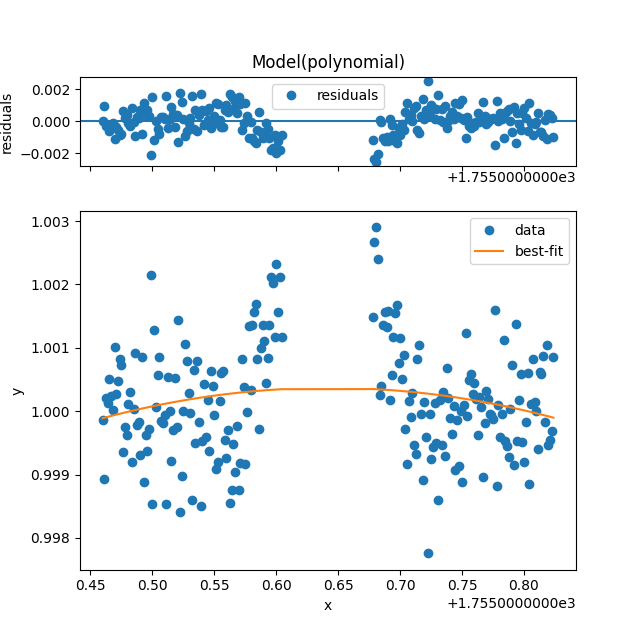 Model(polynomial)
residuals
0.002
0.000
−0.002
residuals
+1.7550000000e3
y
1.003
1.002
1.001
1.000
0.999
0.998
data
best-fit
0.45 0.50 0.55 0.60 0.65 0.70 0.75 0.80
x
+1.7550000000e3